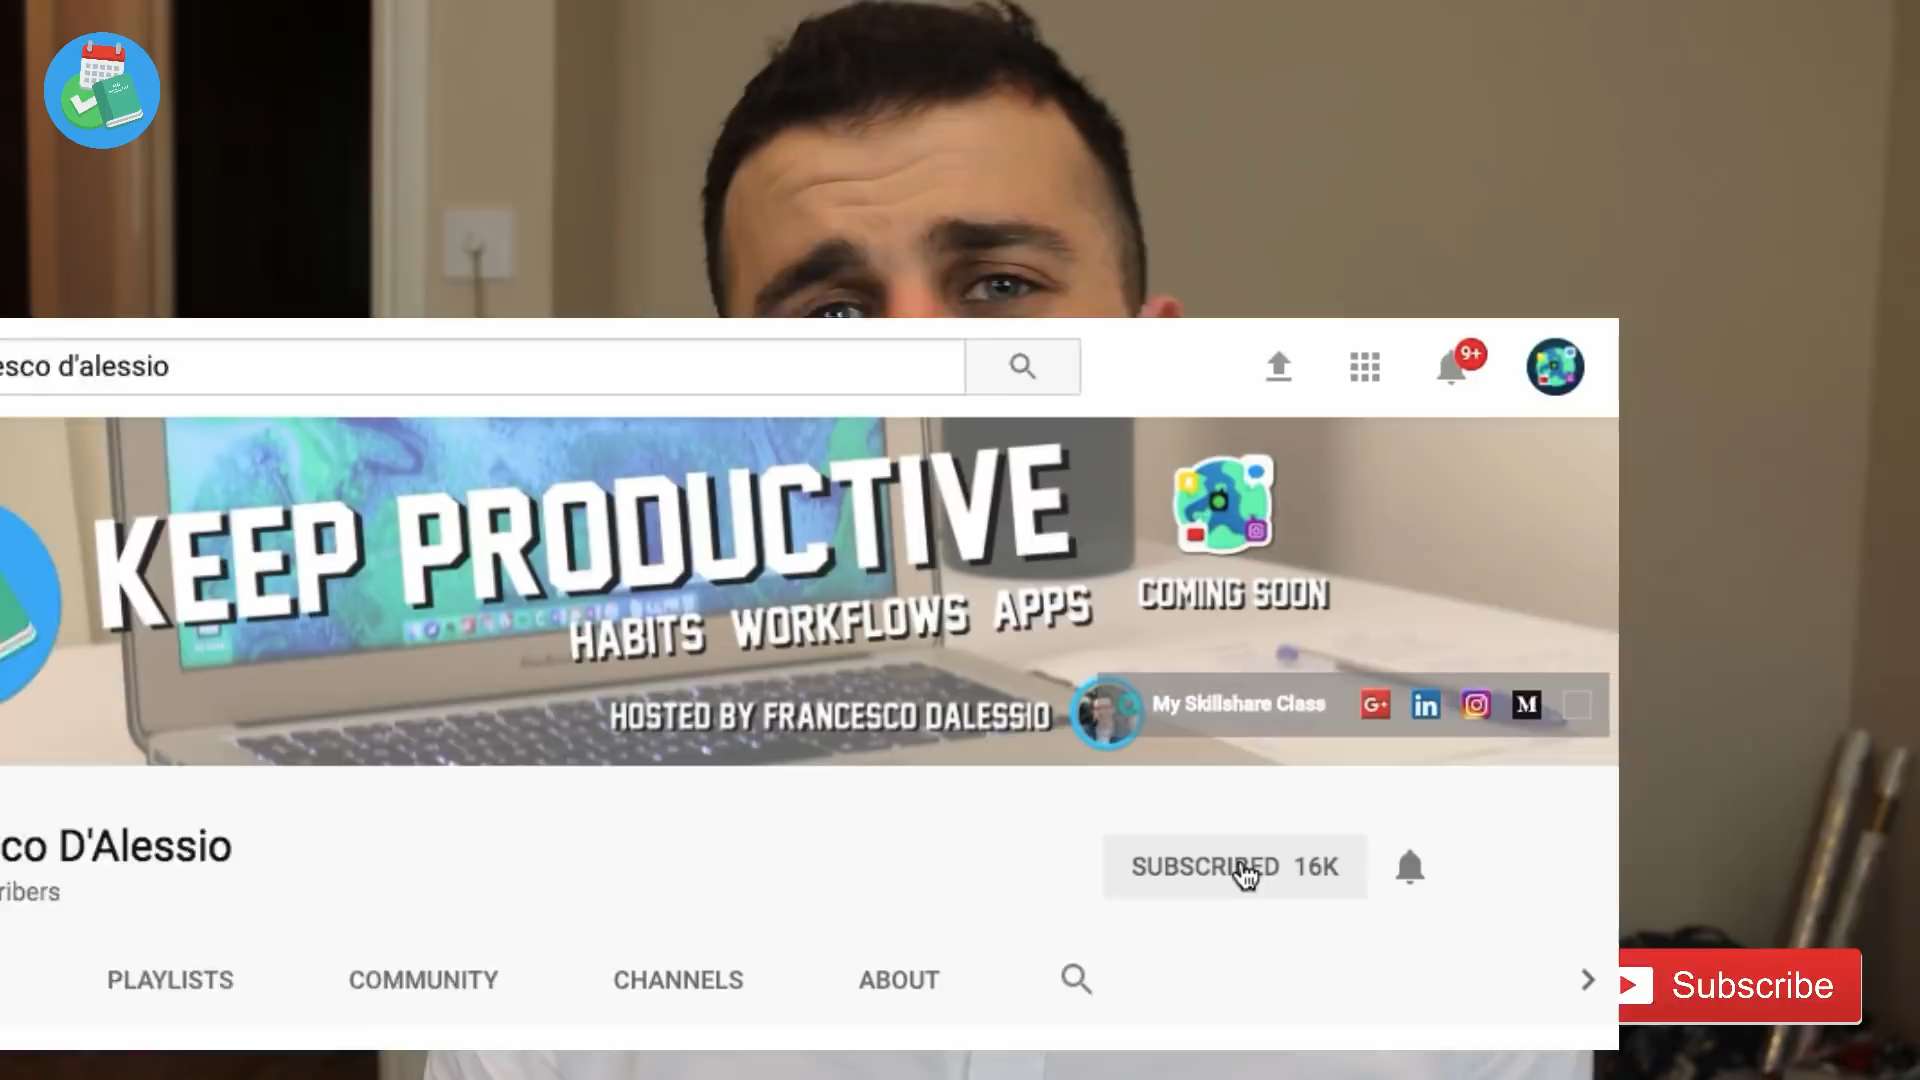 esco d'alessio
9+
KEEP PRODUCTIVE
HABITS WORKFLOWS APPS
COMING SOON
HOSTED BY FRANCESCO DALESSIO
My Skillshare Class
G+ in M
co D'Alessio
SUBSCRIBED 16K
ribers
PLAYLISTS COMMUNITY CHANNELS ABOUT
Subscribe